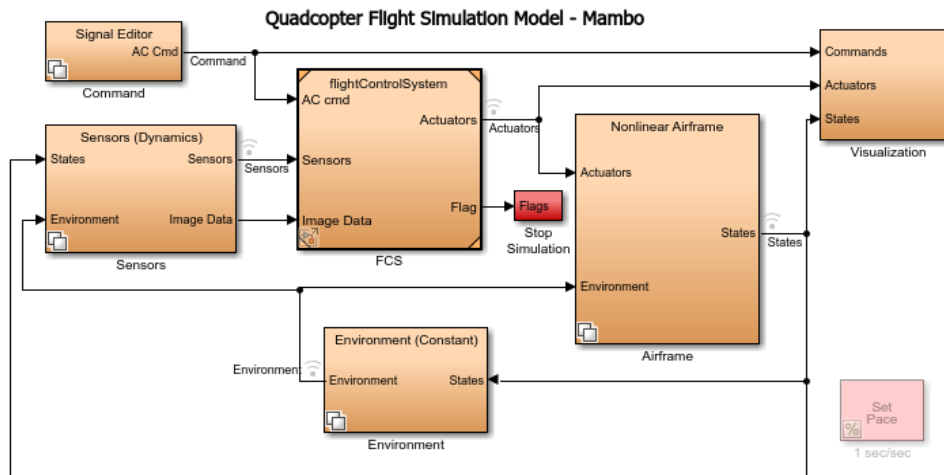 Quadcopter Flight Simulation Model - Mambo
Signal Editor
AC Cmd
Command
Command
flightControlSystem
AC cmd
Sensors
Image Data
Actuators
Flag
FCS
Actuators
Sensors (Dynamics)
States
Sensors
Environment
Image Data
Sensors
Sensors
Flags
Stop
Simulation
Nonlinear Airframe
Actuators
States
Environment
Airframe
States
Commands
Actuators
States
Visualization
Environment (Constant)
Environment
States
Environment
Environment
Set
Pace
%
1 sec/sec